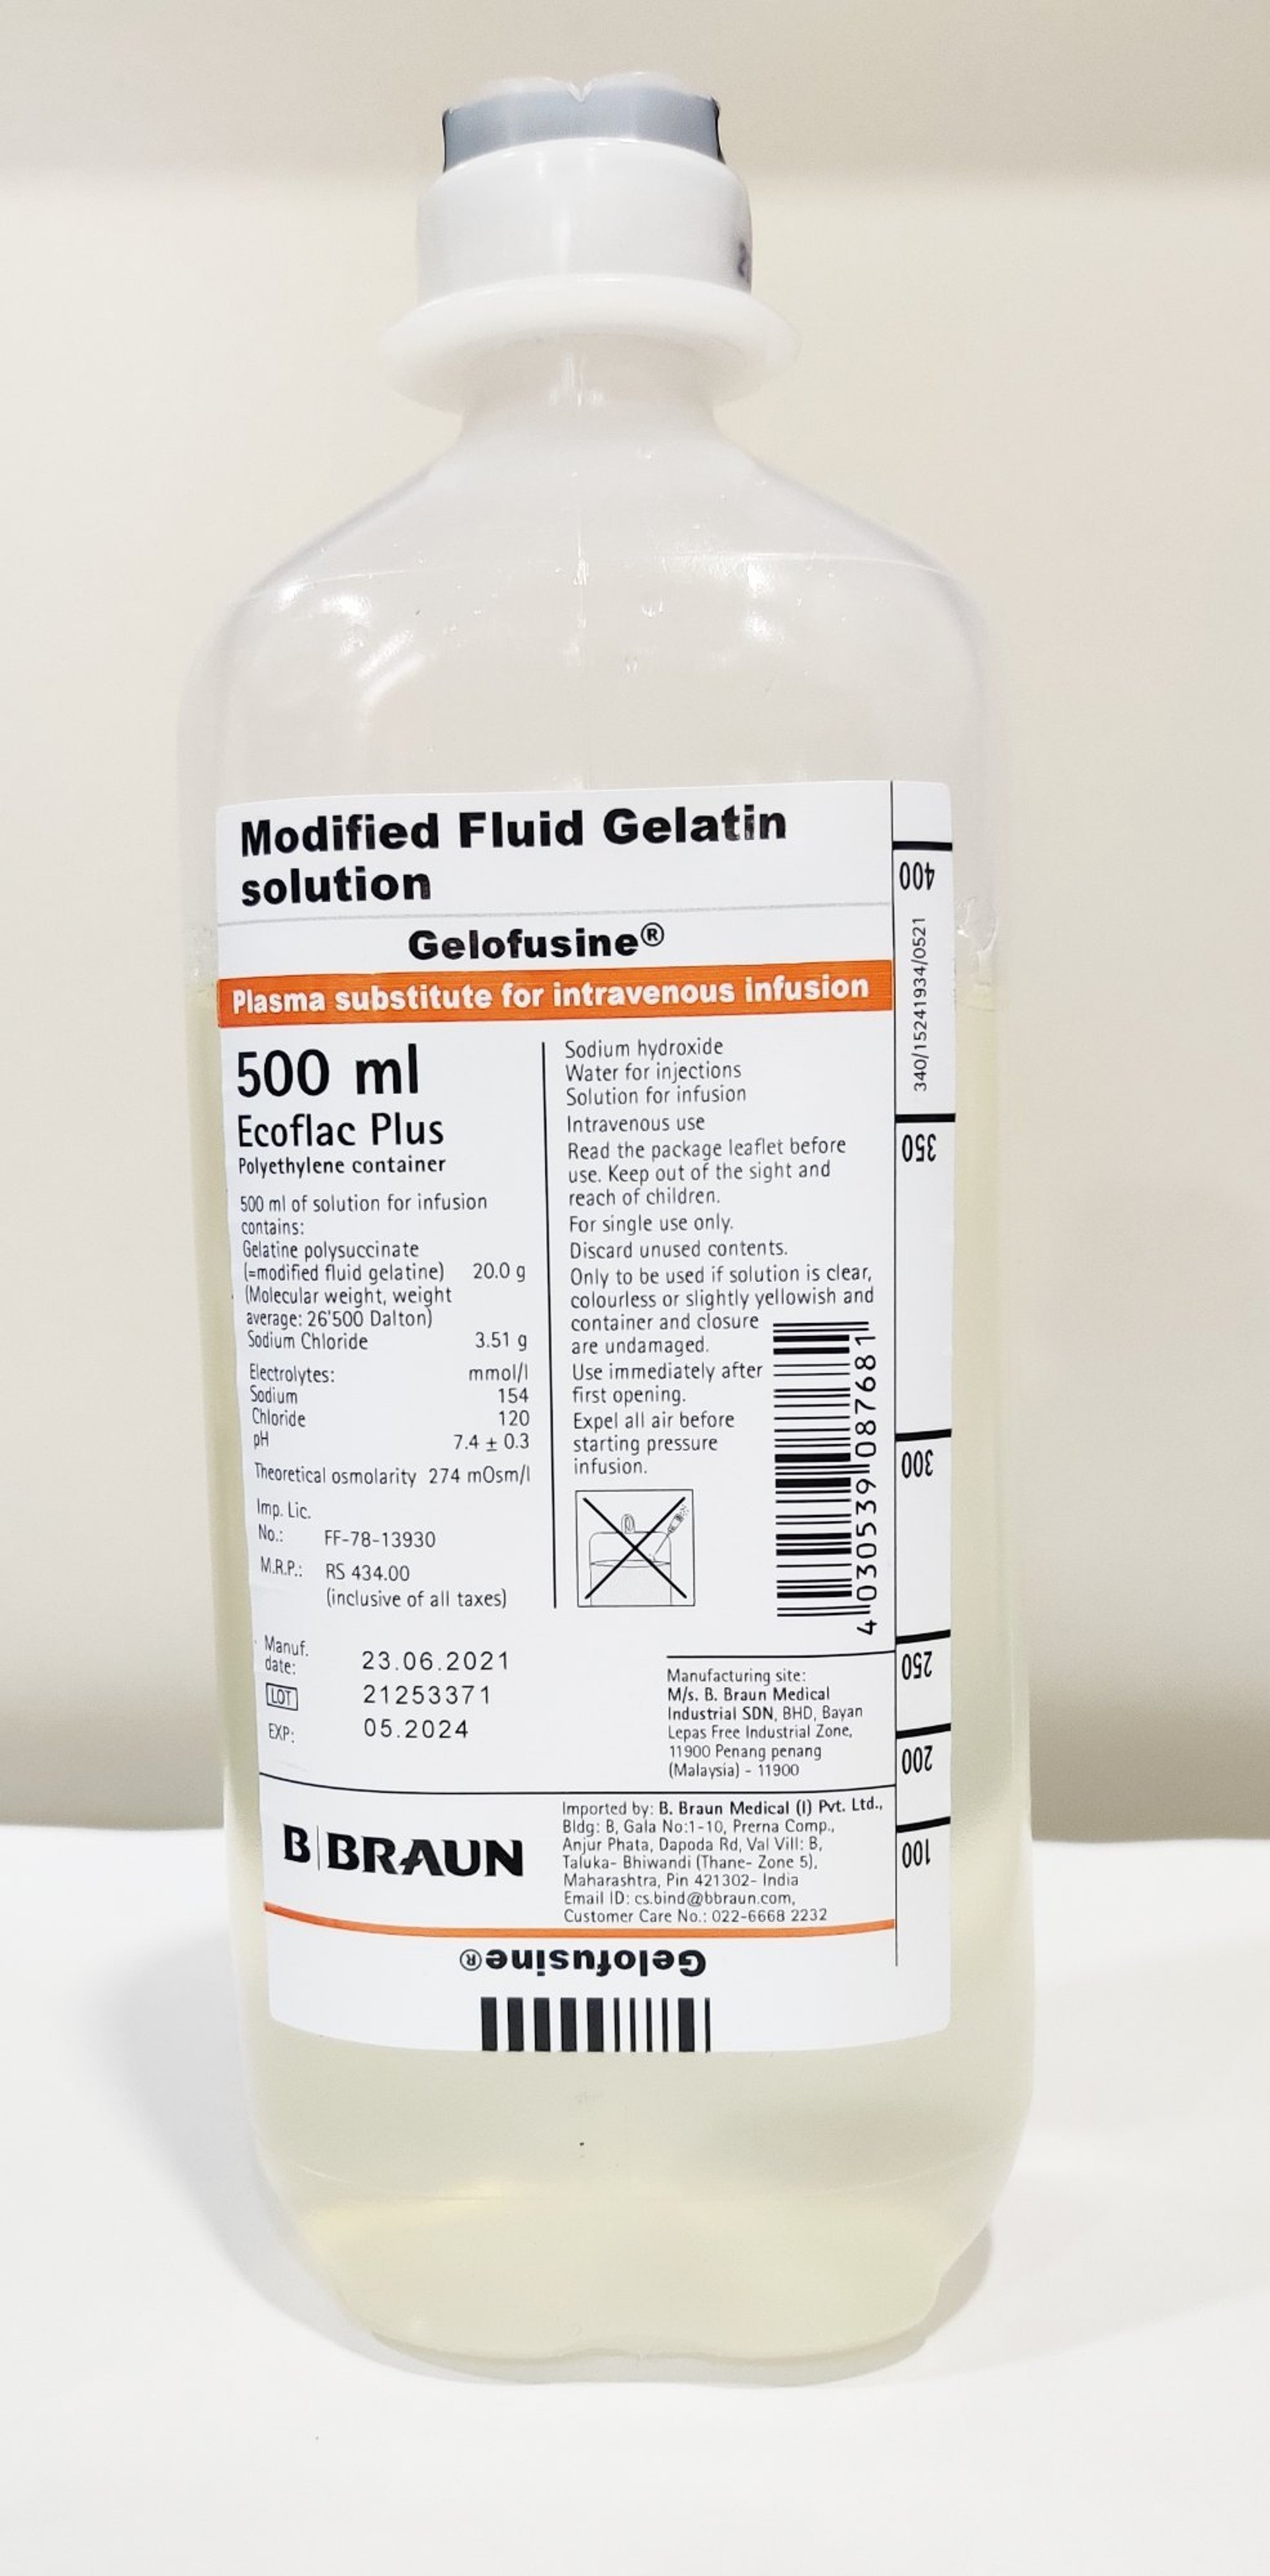 Modified Fluid Gelatin
solution
Gelofusine®
Plasma substitute for intravenous infusion
500 ml
Ecoflac Plus
Polyethylene container
500 ml of solution for infusion
contains:
Gelatine polysuccinate
(=modified fluid gelatine) 20.0 g
(Molecular weight, weight
average: 26'500 Dalton)
Sodium Chloride 3.51 g
Electrolytes: mmol/l
Sodium 154
Chloride 120
pH 7.4 ± 0.3
Theoretical osmolarity 274 mOsm/l
Imp. Lic.
No.: FF-78-13930
M.R.P.: RS 434.00
(inclusive of all taxes)
Sodium hydroxide
Water for injections
Solution for infusion
Intravenous use
Read the package leaflet before
use. Keep out of the sight and
reach of children.
For single use only.
Discard unused contents.
Only to be used if solution is clear,
colourless or slightly yellowish and
container and closure
are undamaged.
Use immediately after
first opening.
Expel all air before
starting pressure
infusion.
4 030539 087681
Manuf.
date: 23.06.2021
LOT 21253371
EXP: 05.2024
Manufacturing site:
M/s. B. Braun Medical
Industrial SDN, BHD, Bayan
Lepas Free Industrial Zone,
11900 Penang penang
(Malaysia) - 11900
B BRAUN
Imported by: B. Braun Medical (I) Pvt. Ltd.,
Bldg: B, Gala No:1-10, Prerna Comp.,
Anjur Phata, Dapoda Rd, Val Vill: B,
Taluka- Bhiwandi (Thane- Zone 5),
Maharashtra, Pin 421302- India
Email ID: cs.bind@bbraun.com,
Customer Care No.: 022-6668 2232
Gelofusine®
400
340/15241934/0521
350
300
250
200
100